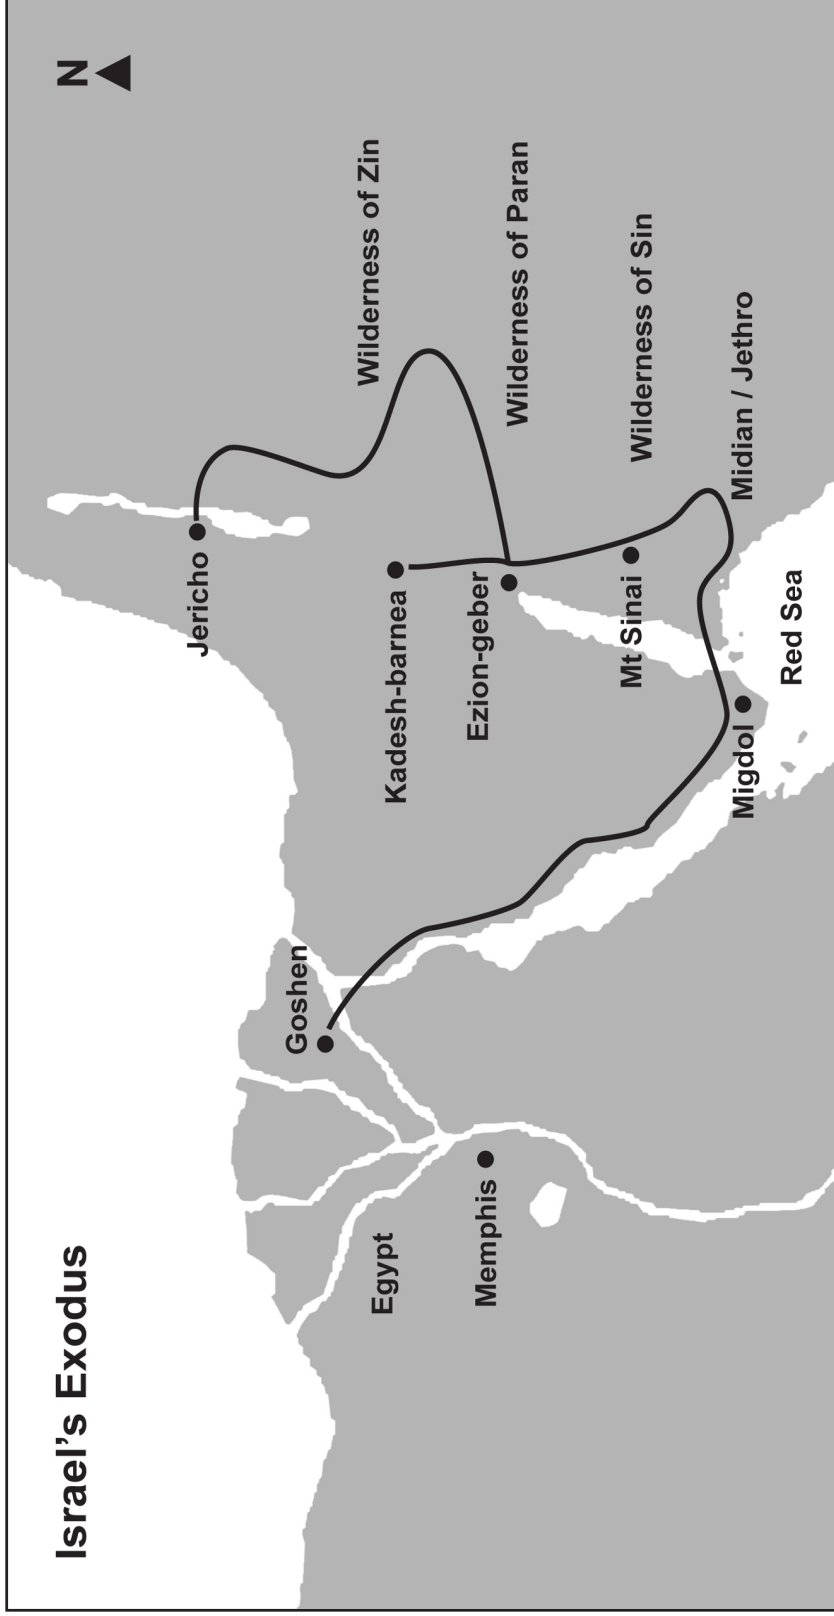 Israel’s Exodus
N
Jericho
Goshen
Wilderness of Zin
Egypt
Kadesh-barnea
Memphis
Ezion-geber
Wilderness of Paran
Mt Sinai
Wilderness of Sin
Migdol
Midian / Jethro
Red Sea